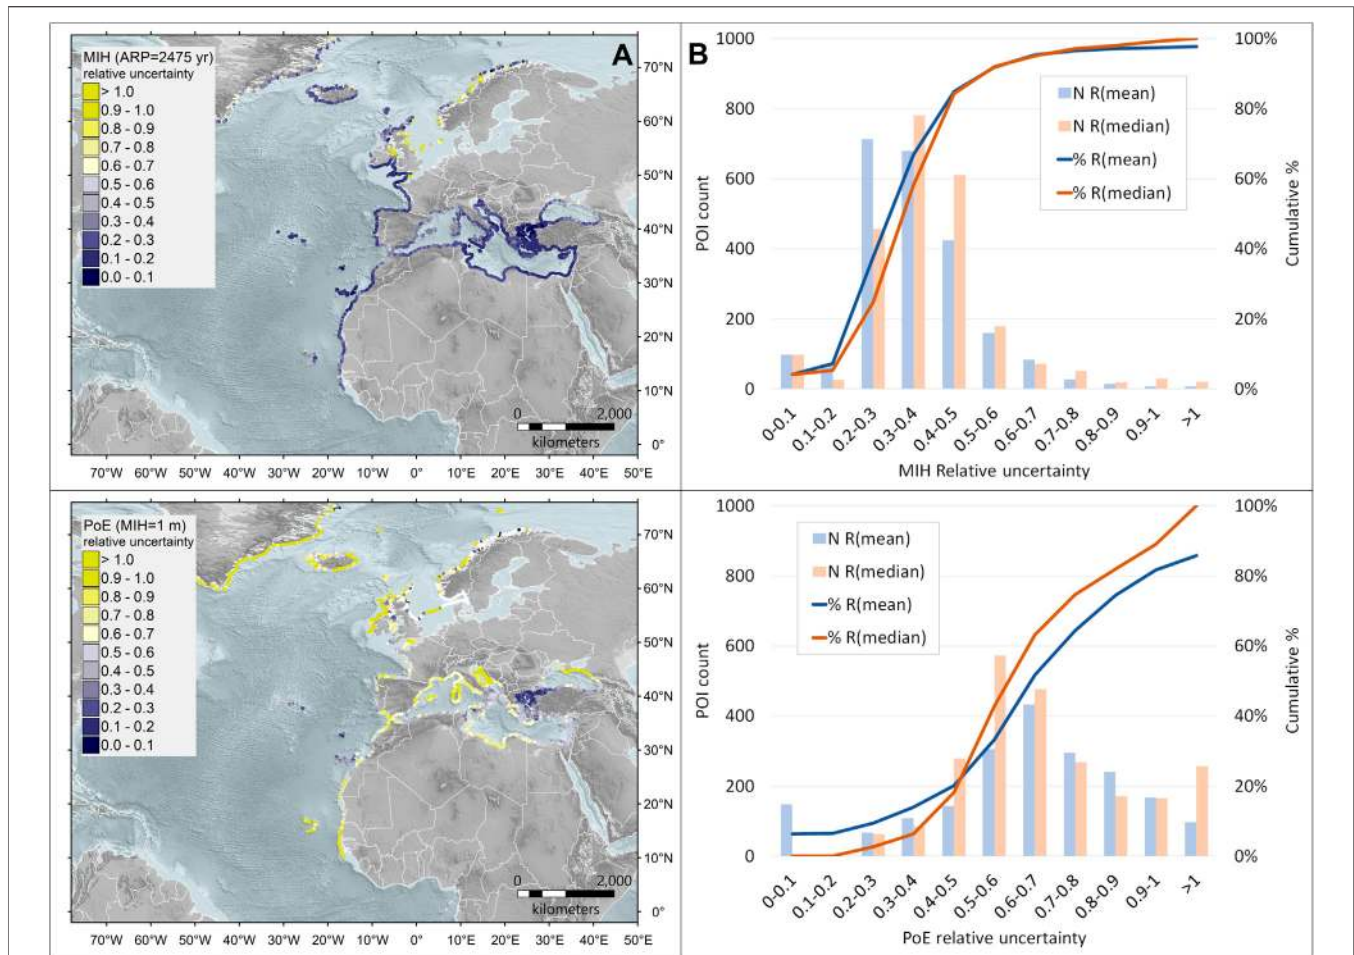 A
MIH (ARP=2475 yr)
relative uncertainty
> 1.0
0.9 - 1.0
0.8 - 0.9
0.7 - 0.8
0.6 - 0.7
0.5 - 0.6
0.4 - 0.5
0.3 - 0.4
0.2 - 0.3
0.1 - 0.2
0.0 - 0.1
70°N
60°N
50°N
40°N
30°N
20°N
10°N
0°
0 2,000
kilometers
70°W 60°W 50°W 40°W 30°W 20°W 10°W 0° 10°E 20°E 30°E 40°E 50°E
B
POI count
1000
800
600
400
200
0
N R(mean)
N R(median)
% R(mean)
% R(median)
100%
80%
60%
40%
20%
0%
Cumulative %
0-0.1 0.1-0.2 0.2-0.3 0.3-0.4 0.4-0.5 0.5-0.6 0.6-0.7 0.7-0.8 0.8-0.9 0.9-1 >1
MIH Relative uncertainty
PoE (MIH=1 m)
relative uncertainty
> 1.0
0.9 - 1.0
0.8 - 0.9
0.7 - 0.8
0.6 - 0.7
0.5 - 0.6
0.4 - 0.5
0.3 - 0.4
0.2 - 0.3
0.1 - 0.2
0.0 - 0.1
70°N
60°N
50°N
40°N
30°N
20°N
10°N
0°
0 2,000
kilometers
70°W 60°W 50°W 40°W 30°W 20°W 10°W 0° 10°E 20°E 30°E 40°E 50°E
POI count
1000
800
600
400
200
0
N R(mean)
N R(median)
% R(mean)
% R(median)
100%
80%
60%
40%
20%
0%
Cumulative %
0-0.1 0.1-0.2 0.2-0.3 0.3-0.4 0.4-0.5 0.5-0.6 0.6-0.7 0.7-0.8 0.8-0.9 0.9-1 >1
PoE relative uncertainty